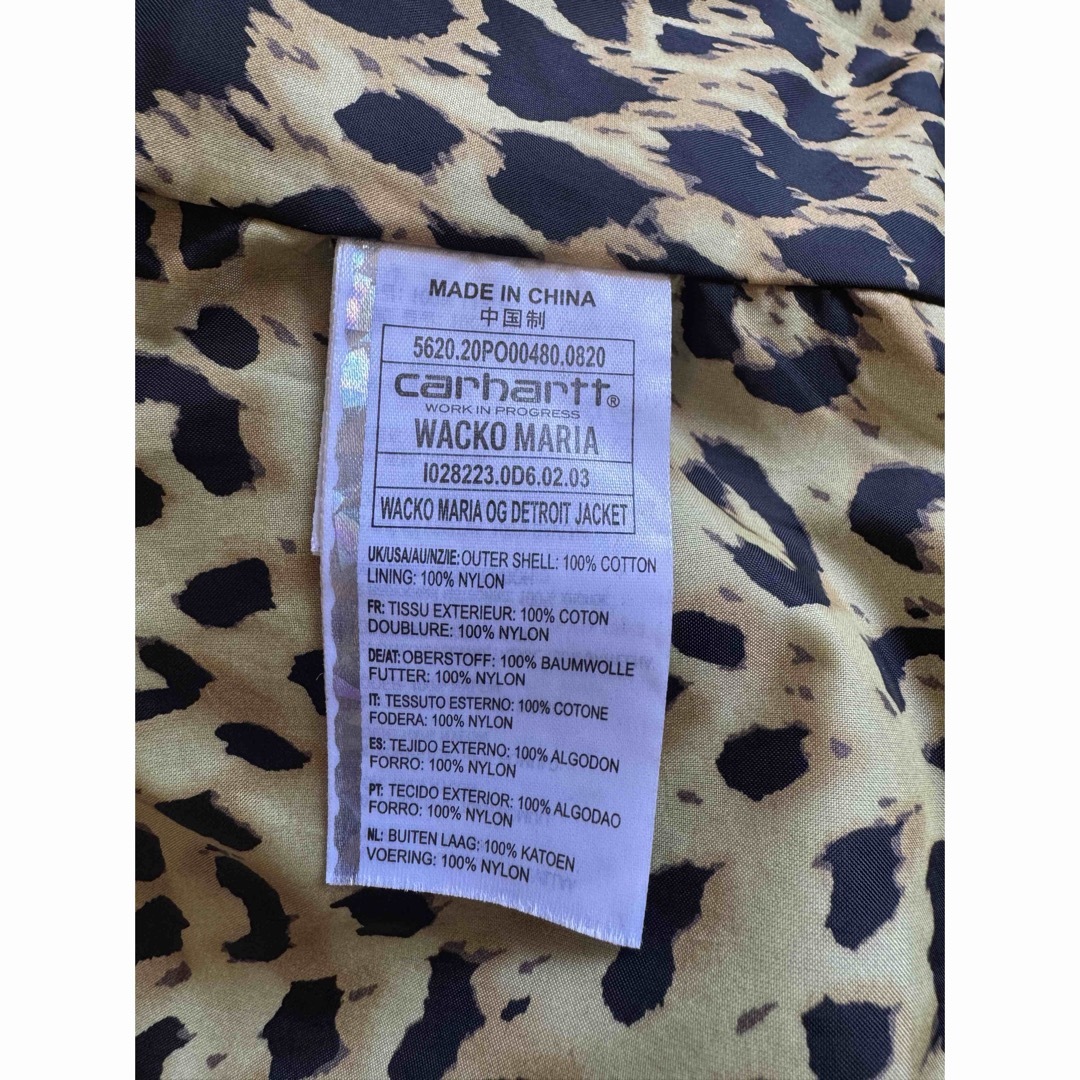 MADE IN CHINA
中国制
5620.20PO00480.0820
carhartt®
WORK IN PROGRESS
WACKO MARIA
I028223.0D6.02.03
WACKO MARIA OG DETROIT JACKET
UK/USA/AU/NZ/IE: OUTER SHELL: 100% COTTON
LINING: 100% NYLON
FR: TISSU EXTERIEUR: 100% COTON
DOUBLURE: 100% NYLON
DE/AT: OBERSTOFF: 100% BAUMWOLLE
FUTTER: 100% NYLON
IT: TESSUTO ESTERNO: 100% COTONE
FODERA: 100% NYLON
ES: TEJIDO EXTERNO: 100% ALGODON
FORRO: 100% NYLON
PT: TECIDO EXTERIOR: 100% ALGODAO
FORRO: 100% NYLON
NL: BUITEN LAAG: 100% KATOEN
VOERING: 100% NYLON